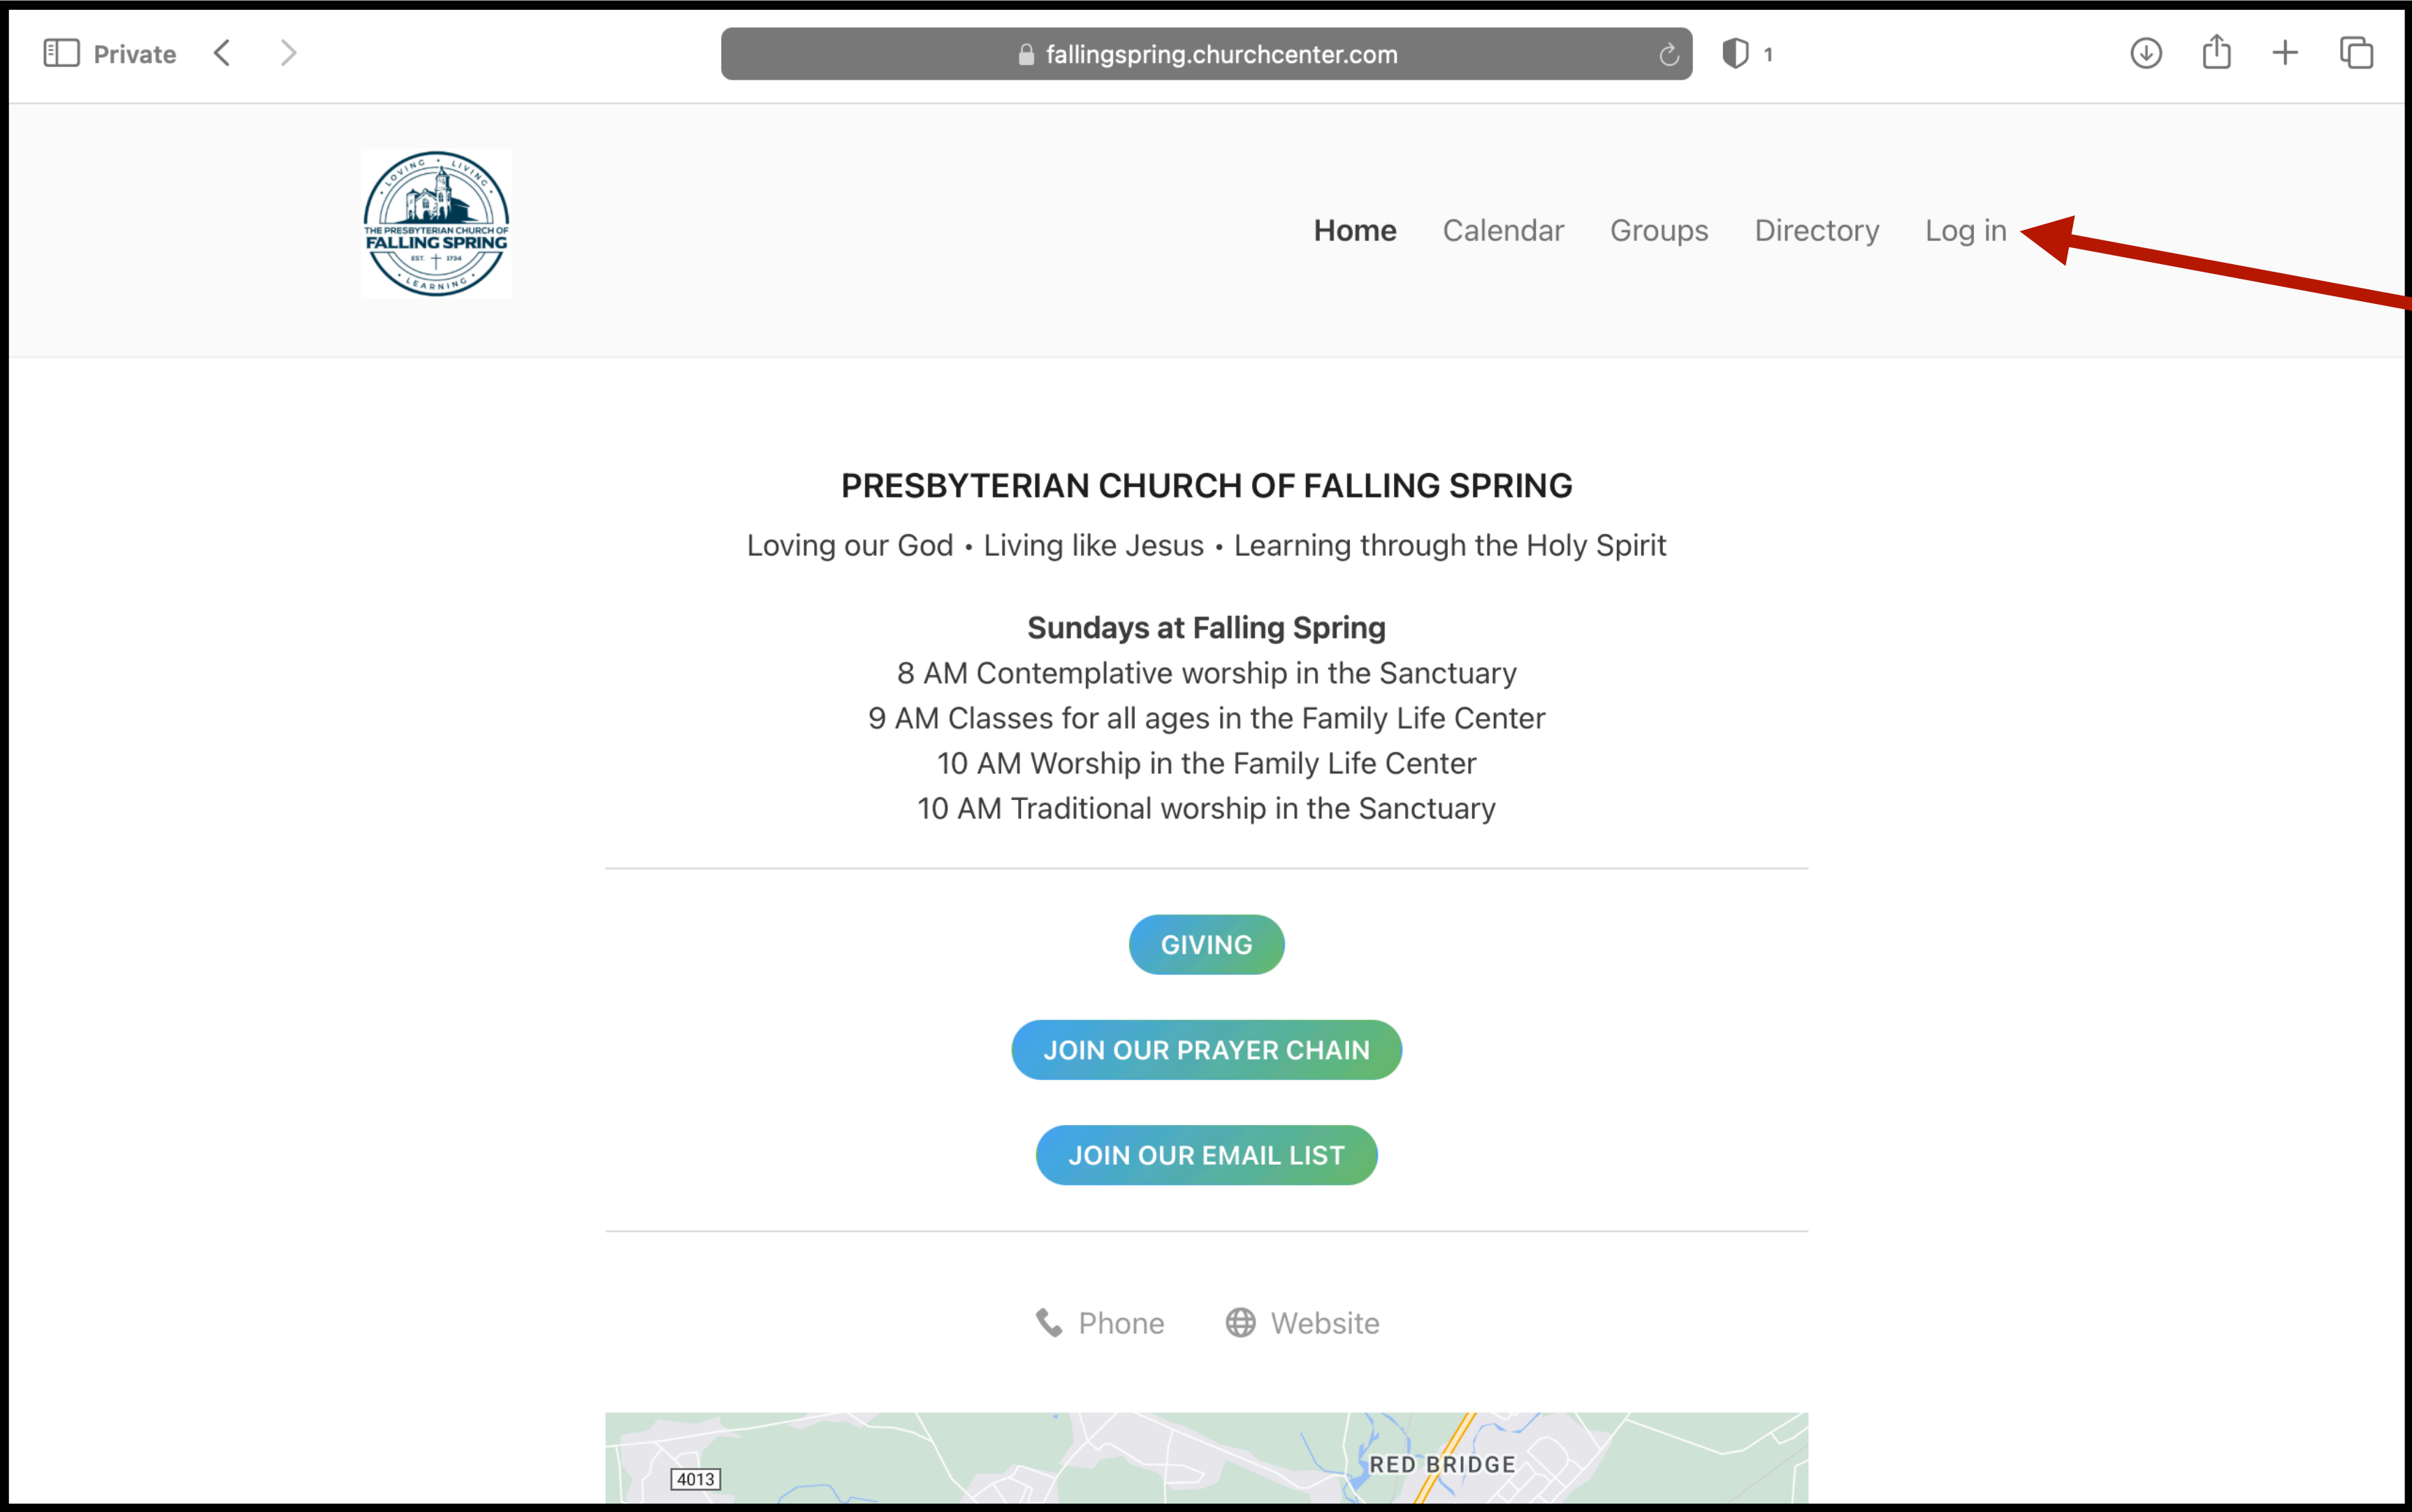 Private
fallingspring.churchcenter.com
1
LOVING • LIVING
THE PRESBYTERIAN CHURCH OF
FALLING SPRING
EST. 1734
LEARNING
Home Calendar Groups Directory Log in
PRESBYTERIAN CHURCH OF FALLING SPRING
Loving our God • Living like Jesus • Learning through the Holy Spirit
Sundays at Falling Spring
8 AM Contemplative worship in the Sanctuary
9 AM Classes for all ages in the Family Life Center
10 AM Worship in the Family Life Center
10 AM Traditional worship in the Sanctuary
GIVING
JOIN OUR PRAYER CHAIN
JOIN OUR EMAIL LIST
Phone Website
RED BRIDGE
4013